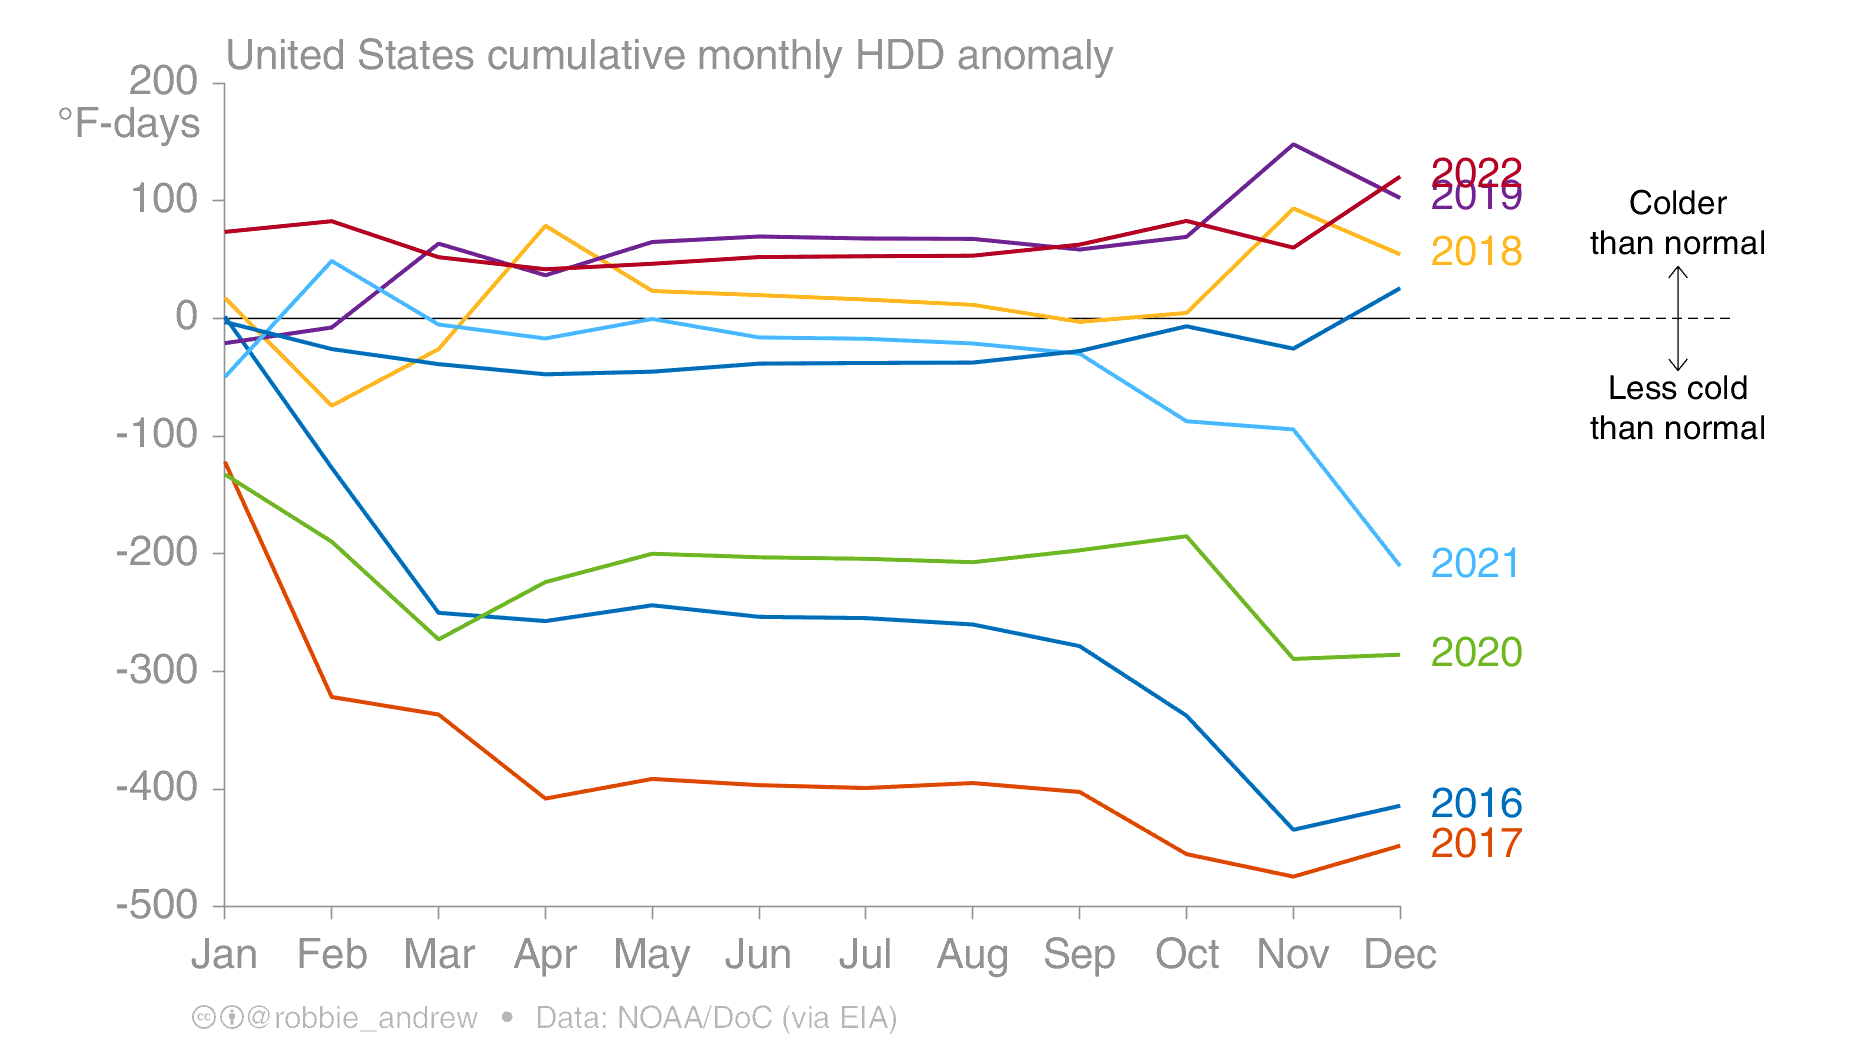 United States cumulative monthly HDD anomaly
200
°F-days
100
0
-100
-200
-300
-400
-500
2022
2019
2018
2021
2020
2016
2017
Colder
than normal
Less cold
than normal
Jan Feb Mar Apr May Jun Jul Aug Sep Oct Nov Dec
cc @robbie_andrew • Data: NOAA/DoC (via EIA)